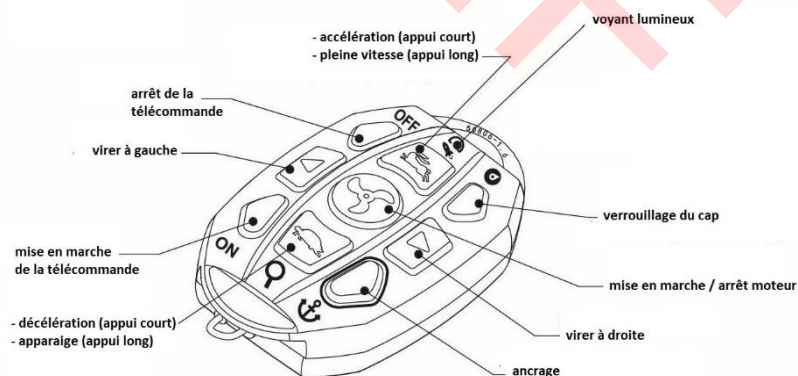 voyant lumineux
- accélération (appui court)
- pleine vitesse (appui long)
arrêt de la
télécommande
OFF
virer à gauche
verrouillage du cap
ON
mise en marche
de la télécommande
mise en marche / arrêt moteur
- décélération (appui court)
- apparaige (appui long)
virer à droite
ancrage